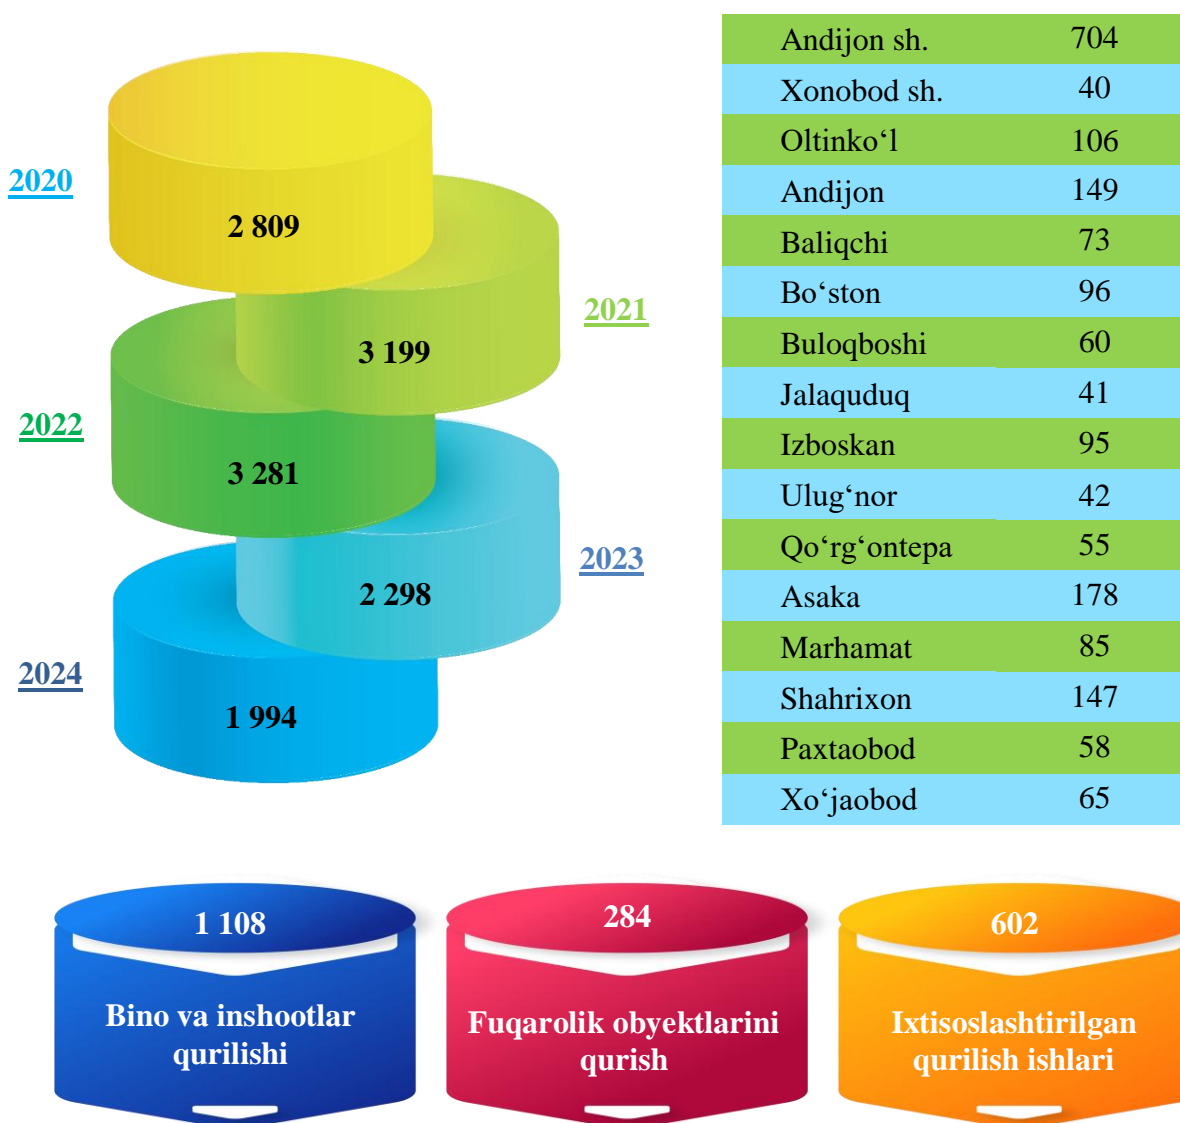 2020
2 809
2021
3 199
2022
3 281
2023
2 298
2024
1 994
Andijon sh. 704
Xonobod sh. 40
Oltinko‘l 106
Andijon 149
Baliqchi 73
Bo‘ston 96
Buloqboshi 60
Jalaquduq 41
Izboskan 95
Ulug‘nor 42
Qo‘rg‘ontepa 55
Asaka 178
Marhamat 85
Shahrixon 147
Paxtaobod 58
Xo‘jaobod 65
1 108
Bino va inshootlar
qurilishi
284
Fuqarolik obyektlarini
qurish
602
Ixtisoslashtirilgan
qurilish ishlari